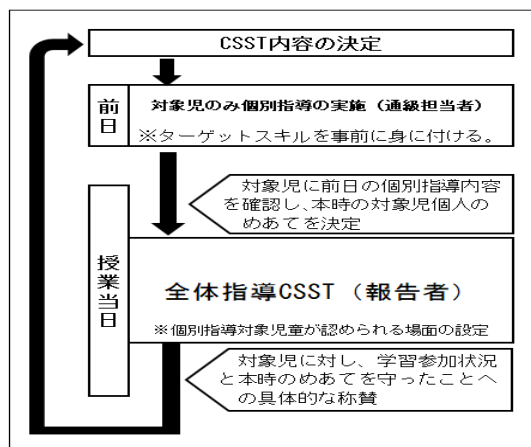 CSST内容の決定
前日
対象児のみ個別指導の実施（通級担当者）
※ターゲットスキルを事前に身に付ける。
対象児に前日の個別指導内容
を確認し､本時の対象児個人の
めあてを決定
授業当日
全体指導CSST（報告者）
※個別指導対象児童が認められる場面の設定
対象児に対し、学習参加状況
と本時のめあてを守ったことへ
の具体的な称賛